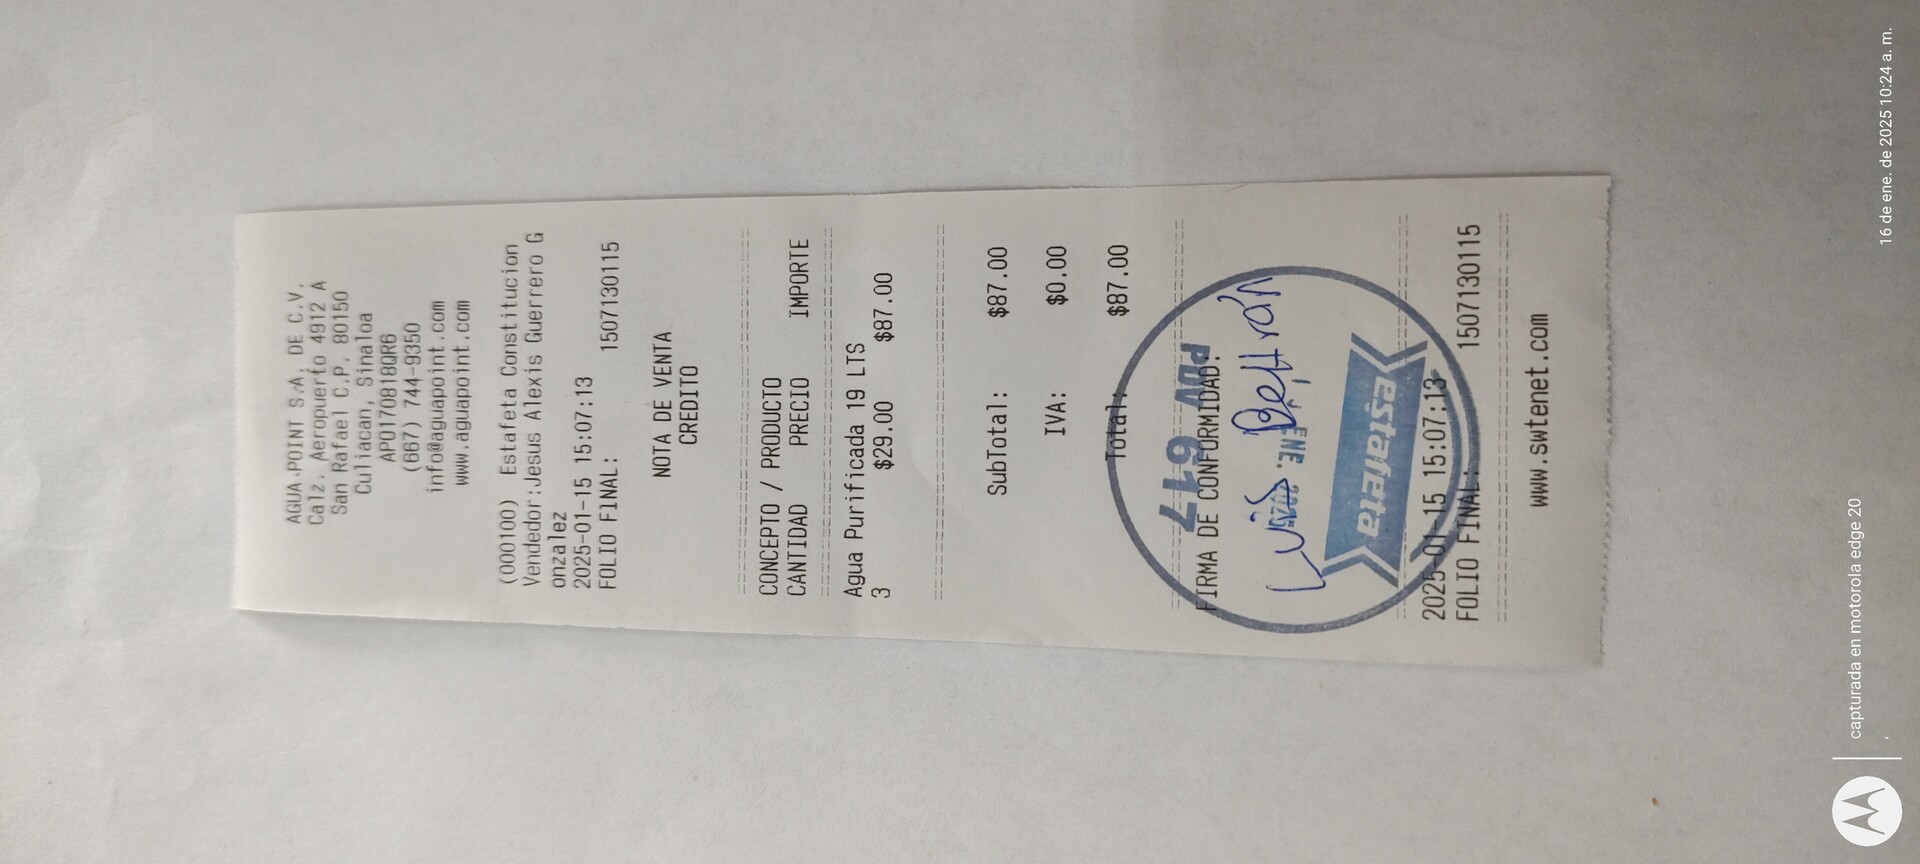 AGUA POINT S.A. DE C.V.
Calz. Aeropuerto 4912 A
San Rafael C.P. 80150
Culiacan, Sinaloa
APO170818QR6
(667) 744-9350
info@aguapoint.com
www.aguapoint.com
(000100) Estafeta Constitucion
Vendedor:Jesus Alexis Guerrero G
onzalez
2025-01-15 15:07:13
FOLIO FINAL: 1507130115
NOTA DE VENTA
CREDITO
CONCEPTO / PRODUCTO
CANTIDAD PRECIO IMPORTE
Agua Purificada 19 LTS
3 $29.00 $87.00
SubTotal: $87.00
IVA: $0.00
Total: $87.00
PDV 617
FIRMA DE CONFORMIDAD:
Luis Beltrán
ENE. 2025
estafeta
2025-01-15 15:07:13
FOLIO FINAL: 1507130115
www.swtenet.com
capturada en motorola edge 20
16 de ene. de 2025 10:24 a. m.